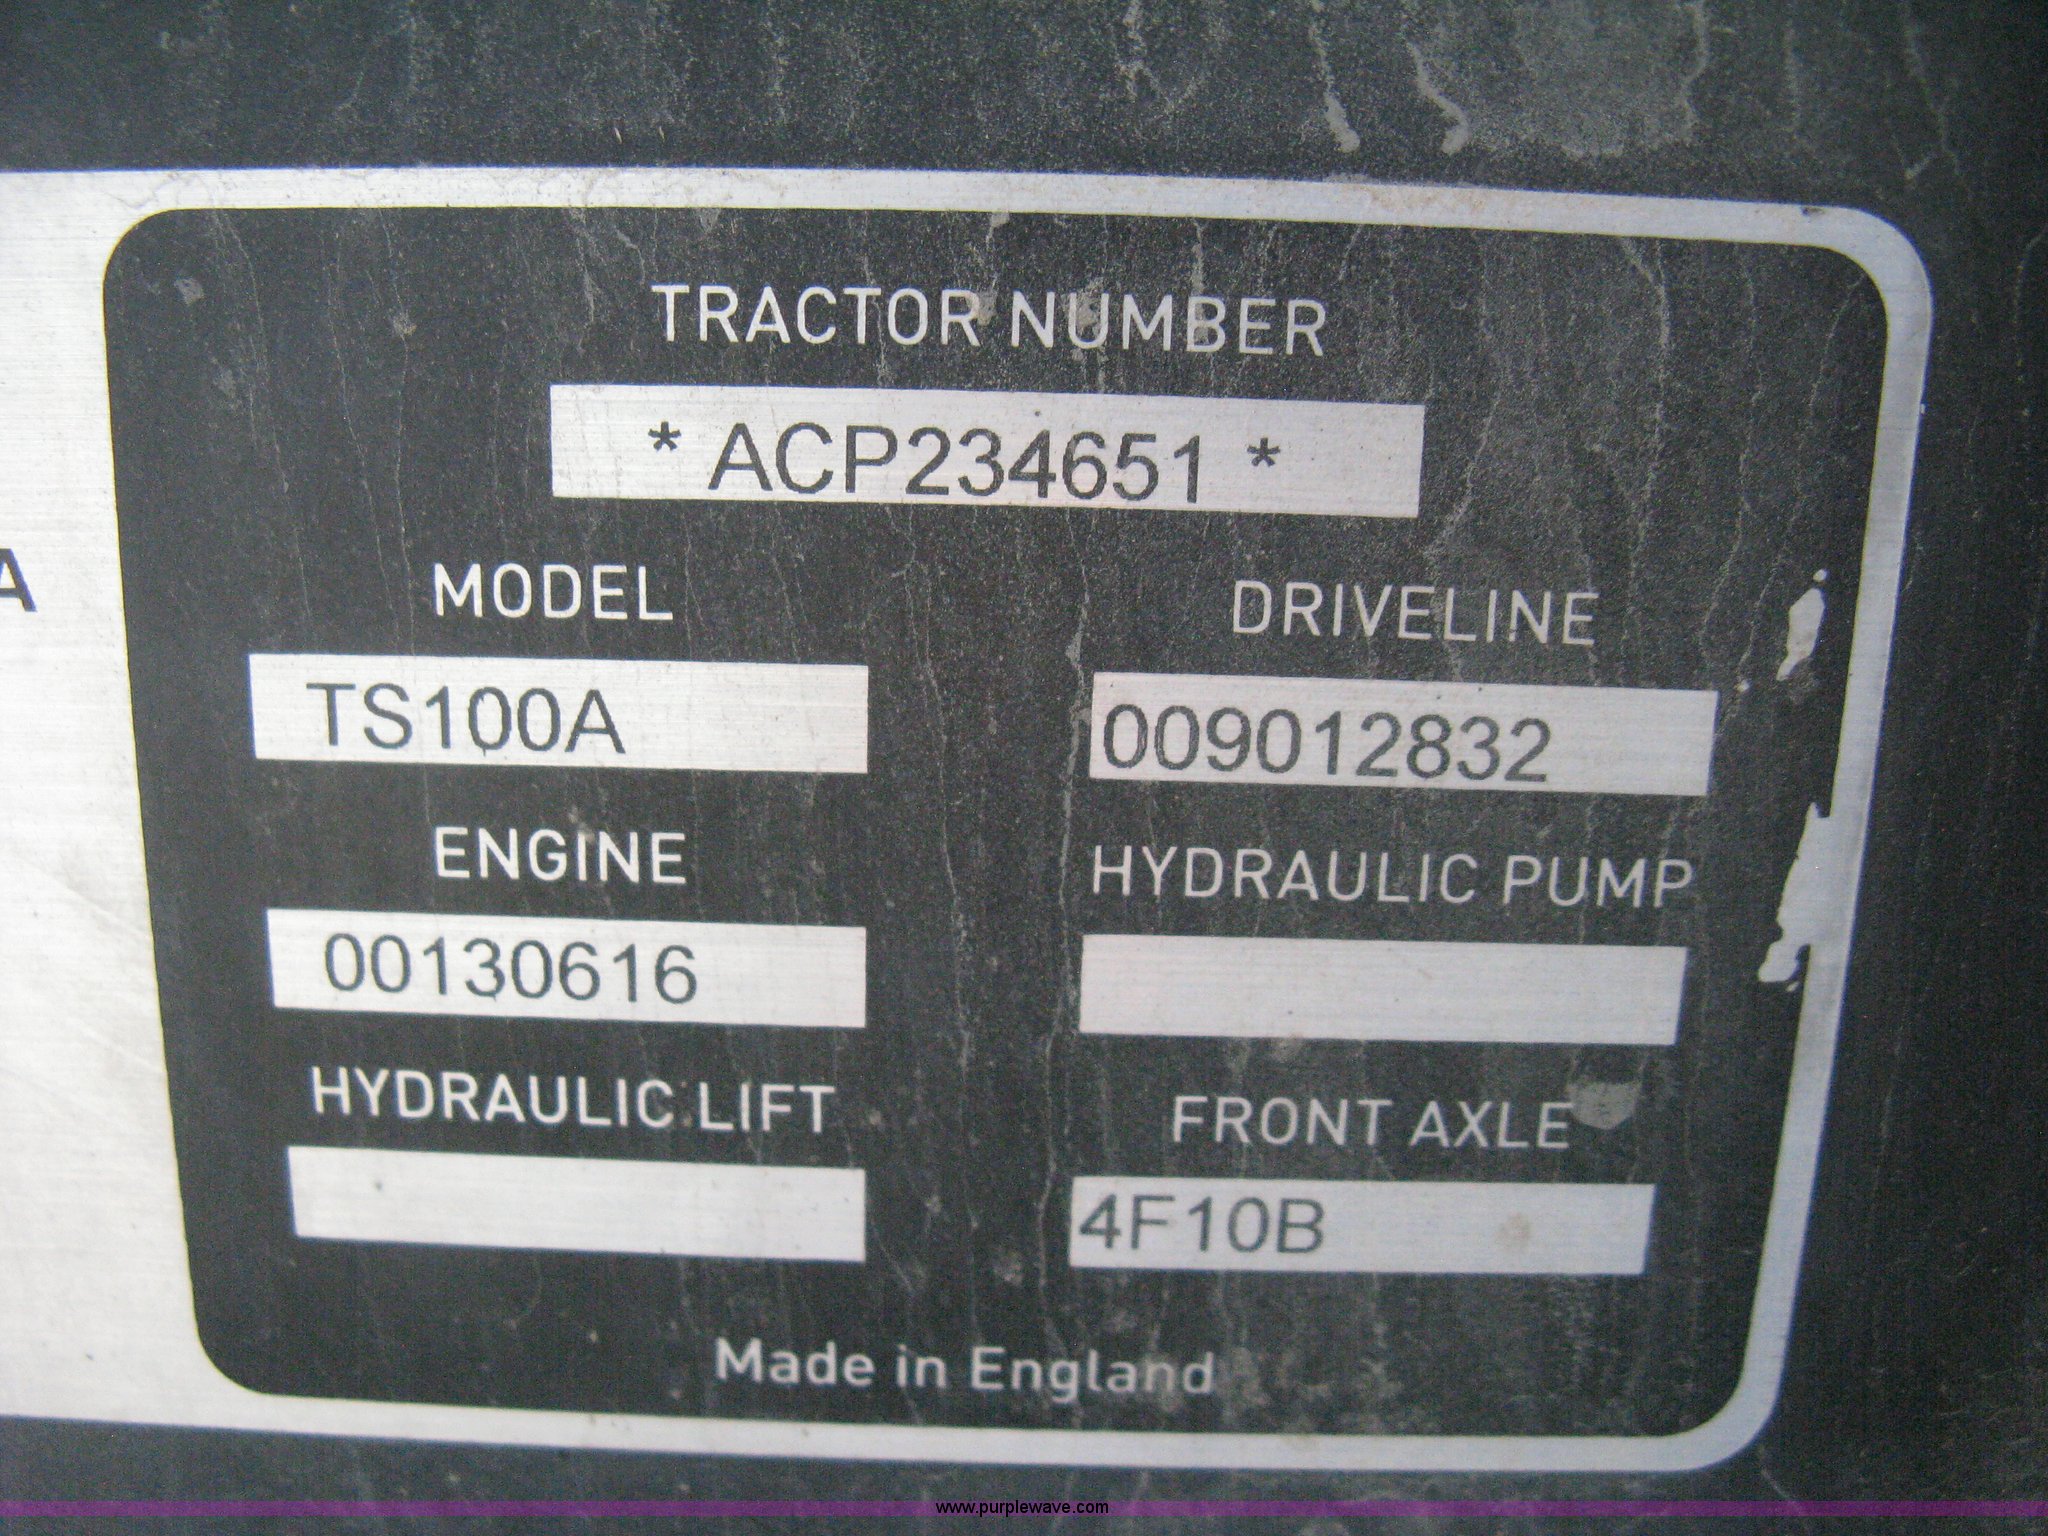 TRACTOR NUMBER
* ACP234651 *
MODEL DRIVELINE
TS100A 009012832
ENGINE HYDRAULIC PUMP
00130616
HYDRAULIC LIFT FRONT AXLE
4F10B
Made in England
A
www.purplewave.com